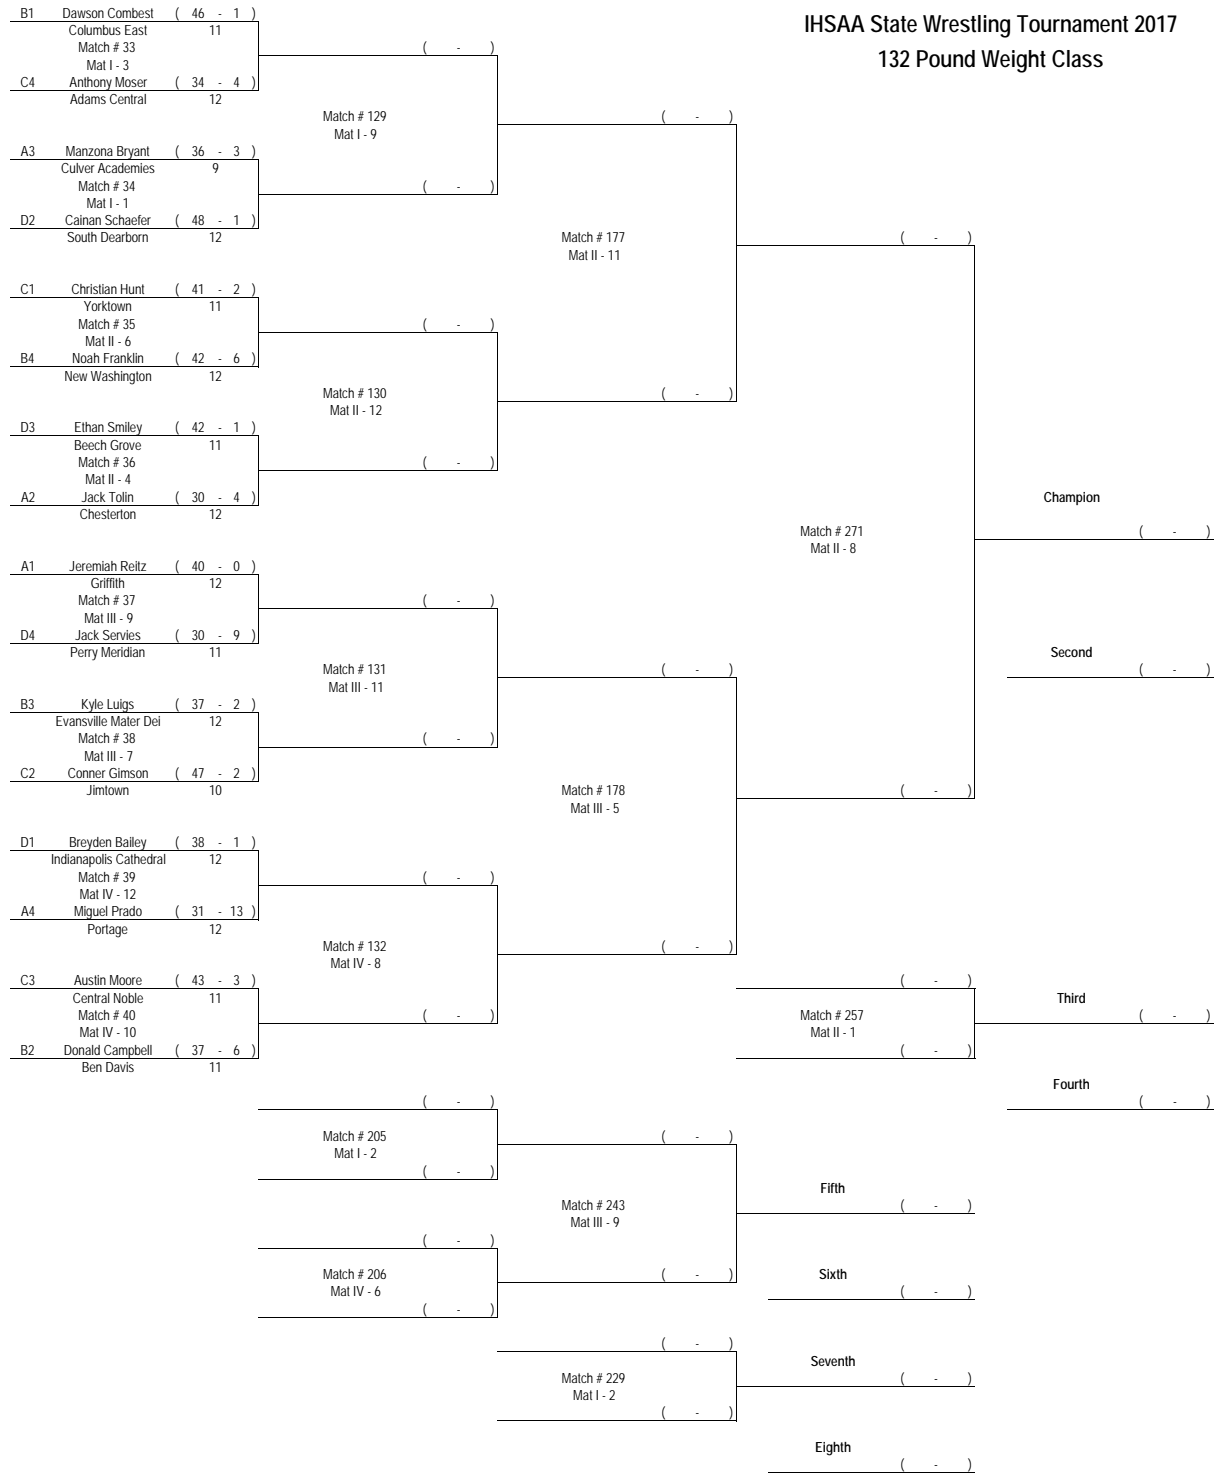 IHSAA State Wrestling Tournament 2017
132 Pound Weight Class
B1 Dawson Combest ( 46 - 1 )
Columbus East 11
Match # 33
Mat I - 3
C4 Anthony Moser ( 34 - 4 )
Adams Central 12
A3 Manzona Bryant ( 36 - 3 )
Culver Academies 9
Match # 34
Mat I - 1
D2 Cainan Schaefer ( 48 - 1 )
South Dearborn 12
C1 Christian Hunt ( 41 - 2 )
Yorktown 11
Match # 35
Mat II - 6
B4 Noah Franklin ( 42 - 6 )
New Washington 12
D3 Ethan Smiley ( 42 - 1 )
Beech Grove 11
Match # 36
Mat II - 4
A2 Jack Tolin ( 30 - 4 )
Chesterton 12
A1 Jeremiah Reitz ( 40 - 0 )
Griffith 12
Match # 37
Mat III - 9
D4 Jack Servies ( 30 - 9 )
Perry Meridian 11
B3 Kyle Luigs ( 37 - 2 )
Evansville Mater Dei 12
Match # 38
Mat III - 7
C2 Conner Gimson ( 47 - 2 )
Jimtown 10
D1 Breyden Bailey ( 38 - 1 )
Indianapolis Cathedral 12
Match # 39
Mat IV - 12
A4 Miguel Prado ( 31 - 13 )
Portage 12
C3 Austin Moore ( 43 - 3 )
Central Noble 11
Match # 40
Mat IV - 10
B2 Donald Campbell ( 37 - 6 )
Ben Davis 11
( - )
Match # 129
Mat I - 9
( - )
( - )
Match # 130
Mat II - 12
( - )
( - )
Match # 131
Mat III - 11
( - )
( - )
Match # 132
Mat IV - 8
( - )
( - )
Match # 177
Mat II - 11
( - )
( - )
Match # 178
Mat III - 5
( - )
( - )
Match # 271
Mat II - 8
( - )
Champion
( - )
Second
( - )
( - )
Match # 257
Mat II - 1
( - )
Third
( - )
Fourth
( - )
( - )
Match # 205
Mat I - 2
( - )
( - )
Match # 206
Mat IV - 6
( - )
( - )
Match # 243
Mat III - 9
( - )
Fifth
( - )
Sixth
( - )
( - )
Match # 229
Mat I - 2
( - )
Seventh
( - )
Eighth
( - )